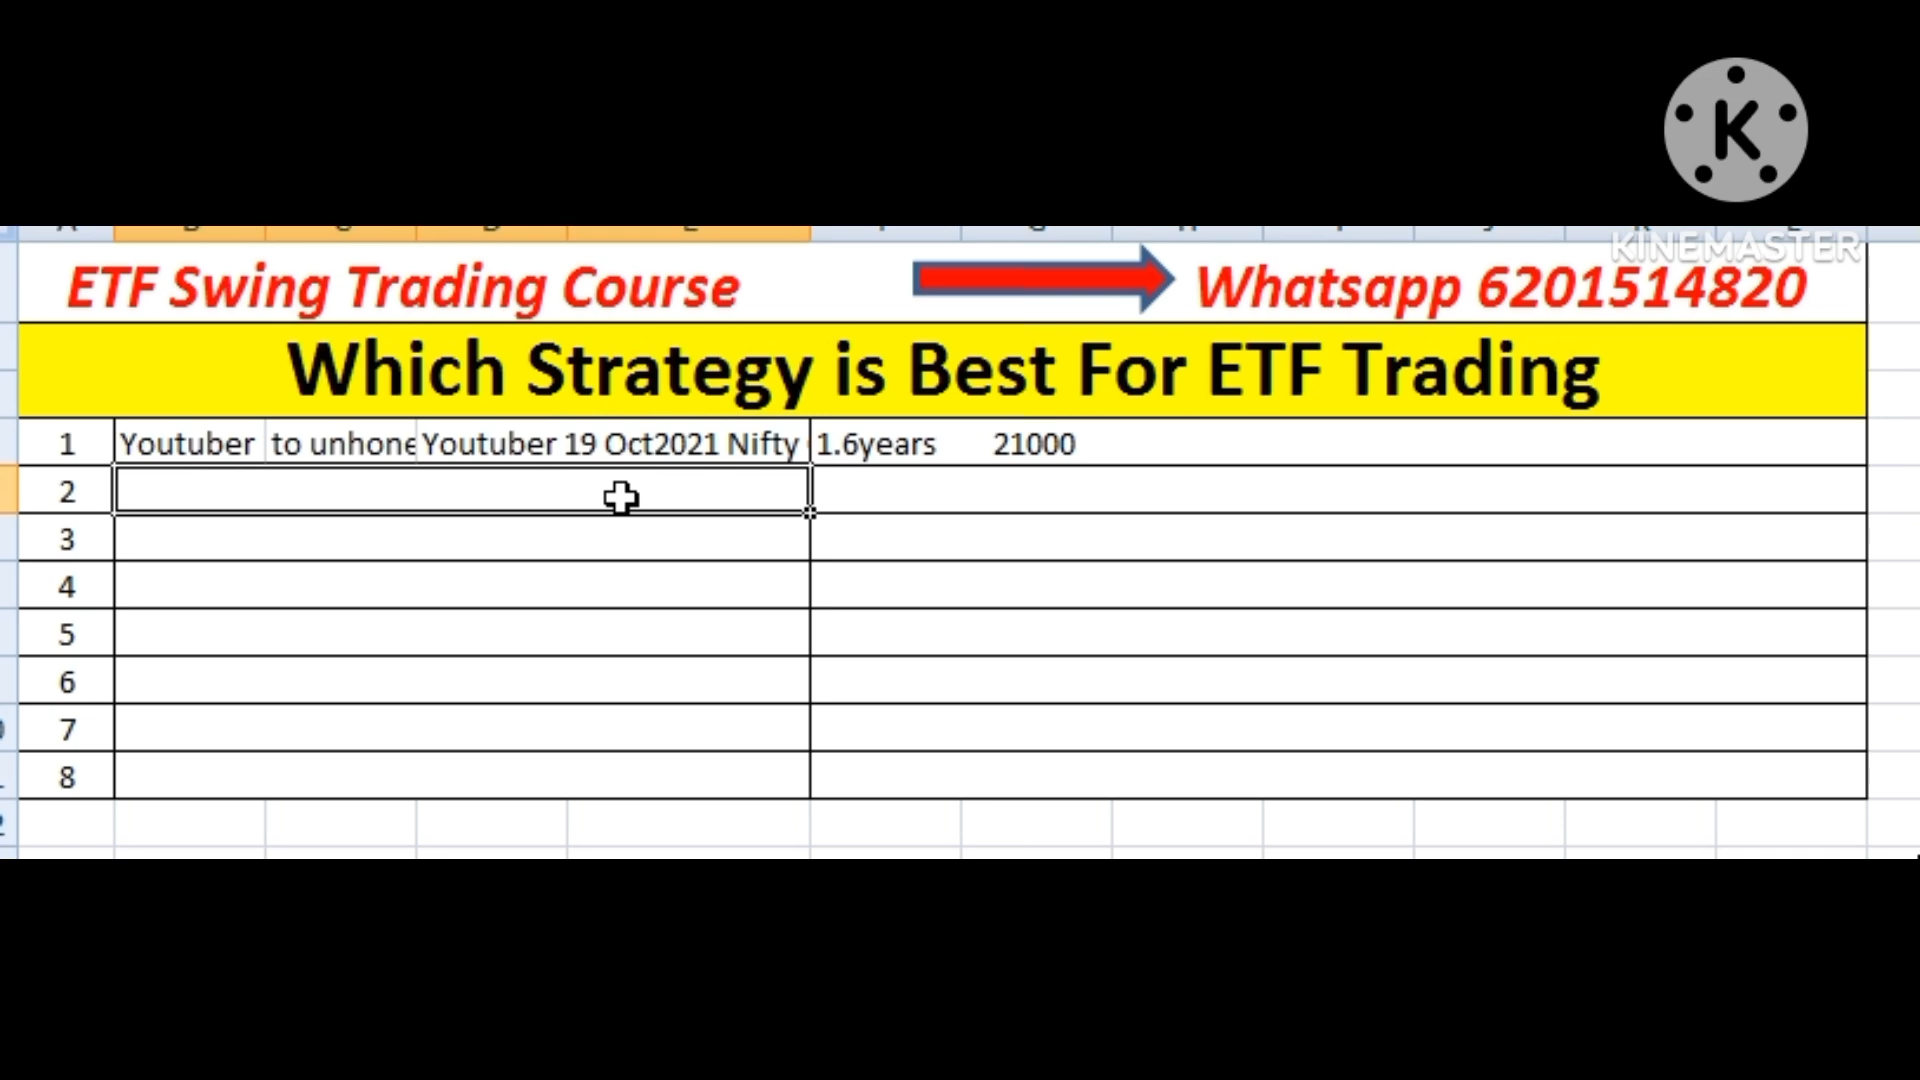 K
KINEMASTER
ETF Swing Trading Course Whatsapp 6201514820
Which Strategy is Best For ETF Trading
1 Youtuber to unhone Youtuber 19 Oct2021 Nifty 1.6years 21000
2
3
4
5
6
7
8